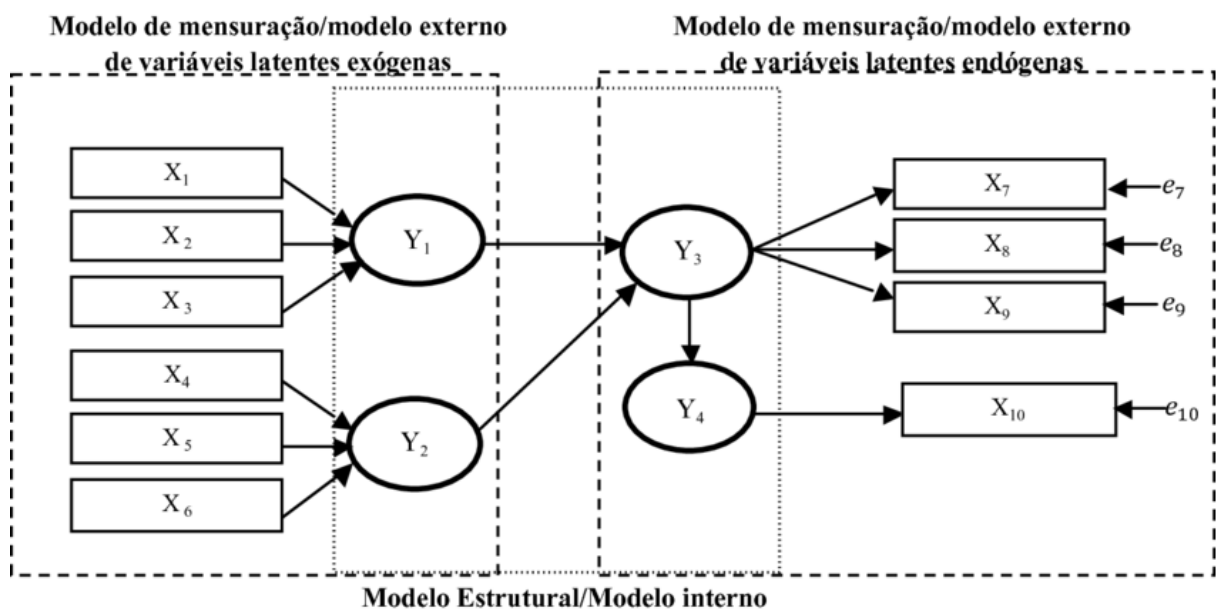 Modelo de mensuração/modelo externo
de variáveis latentes exógenas
Modelo de mensuração/modelo externo
de variáveis latentes endógenas
X₁
X₂
X₃
X₄
X₅
X₆
Y₁
Y₂
Y₃
Y₄
X₇
X₈
X₉
X₁₀
e₇
e₈
e₉
e₁₀
Modelo Estrutural/Modelo interno